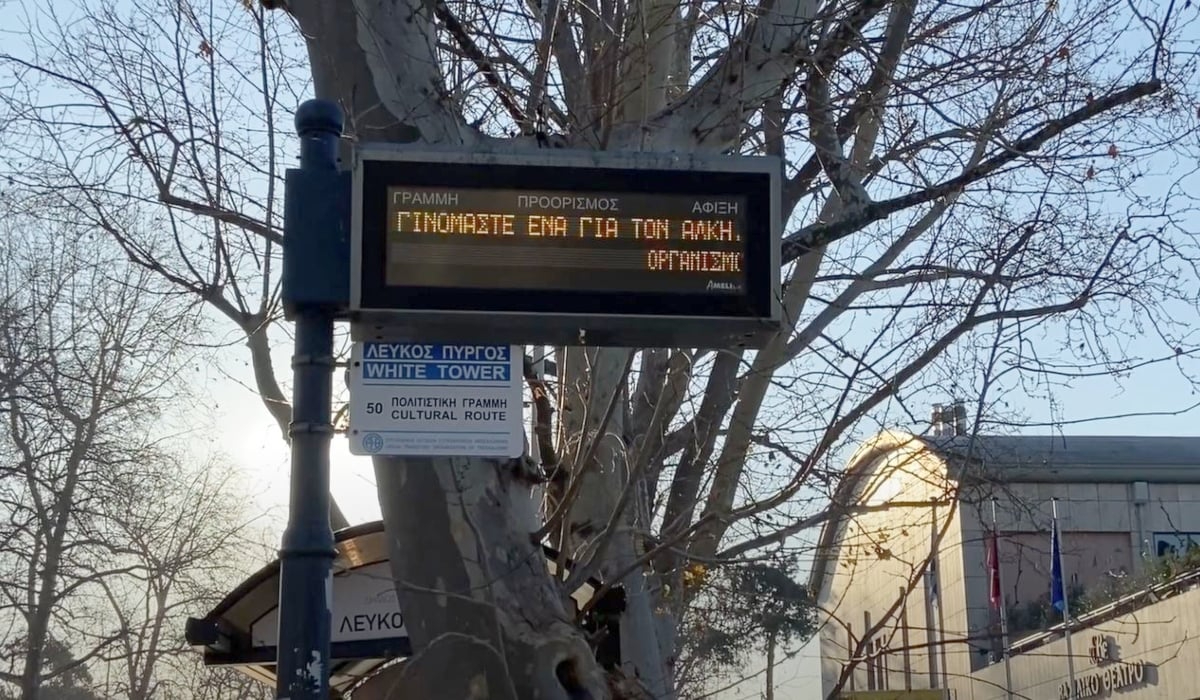 ΓΡΑΜΜΗ ΠΡΟΟΡΙΣΜΟΣ ΑΦΙΞΗ
ΓΙΝΟΜΑΣΤΕ ΕΝΑ ΓΙΑ ΤΟΝ ΑΛΚΗ.
ΟΡΓΑΝΙΣΜΟ
ΛΕΥΚΟΣ ΠΥΡΓΟΣ
WHITE TOWER
50 ΠΟΛΙΤΙΣΤΙΚΗ ΓΡΑΜΜΗ
CULTURAL ROUTE
ΛΕΥΚΟ
ΘΕΑΤΡΟ